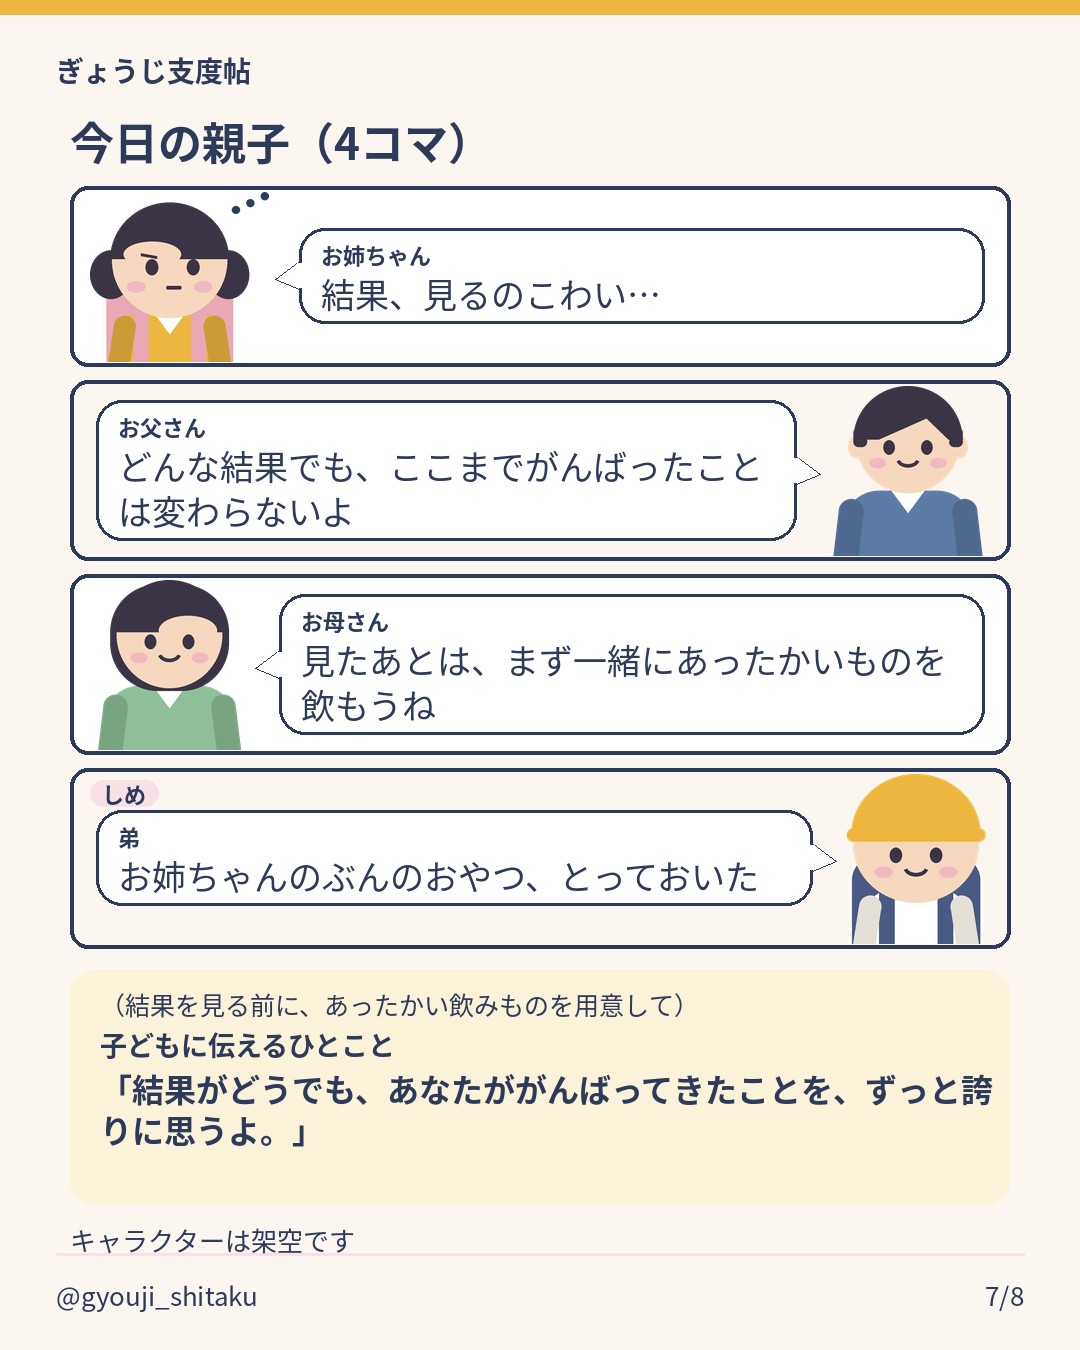 ぎょうじ支度帖
今日の親子（4コマ）
お姉ちゃん
結果、見るのこわい…
お父さん
どんな結果でも、ここまでがんばったこと
は変わらないよ
お母さん
見たあとは、まず一緒にあったかいものを
飲もうね
しめ
弟
お姉ちゃんのぶんのおやつ、とっておいた
（結果を見る前に、あったかい飲みものを用意して）
子どもに伝えるひとこと
「結果がどうでも、あなたががんばってきたことを、ずっと誇
りに思うよ。」
キャラクターは架空です
@gyouji_shitaku
7/8